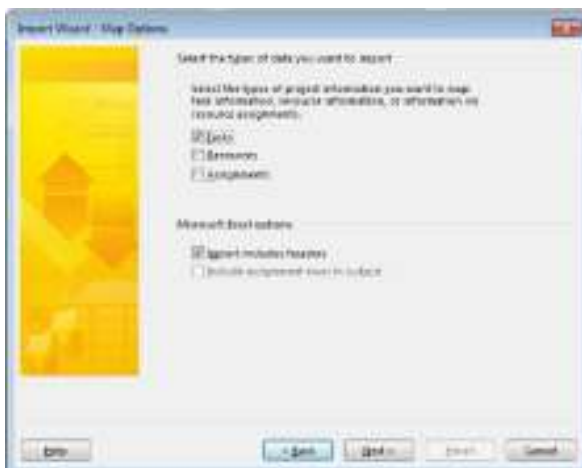 Import Wizard - Map Options
Select the types of data you want to import
Select the types of project information you want to map:
task information, resource information, or information on
resource assignments.
Tasks
Resources
Assignments
Microsoft Excel options
Import includes headers
Include assignment rows in output
Help
< Back
Next >
Finish
Cancel